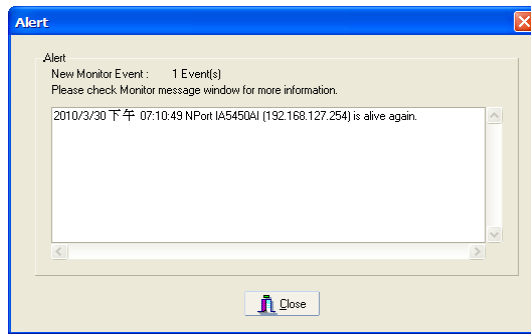 Alert
Alert
New Monitor Event : 1 Event(s)
Please check Monitor message window for more information.
2010/3/30 下午 07:10:49 NPort IA5450AI (192.168.127.254) is alive again.
Close